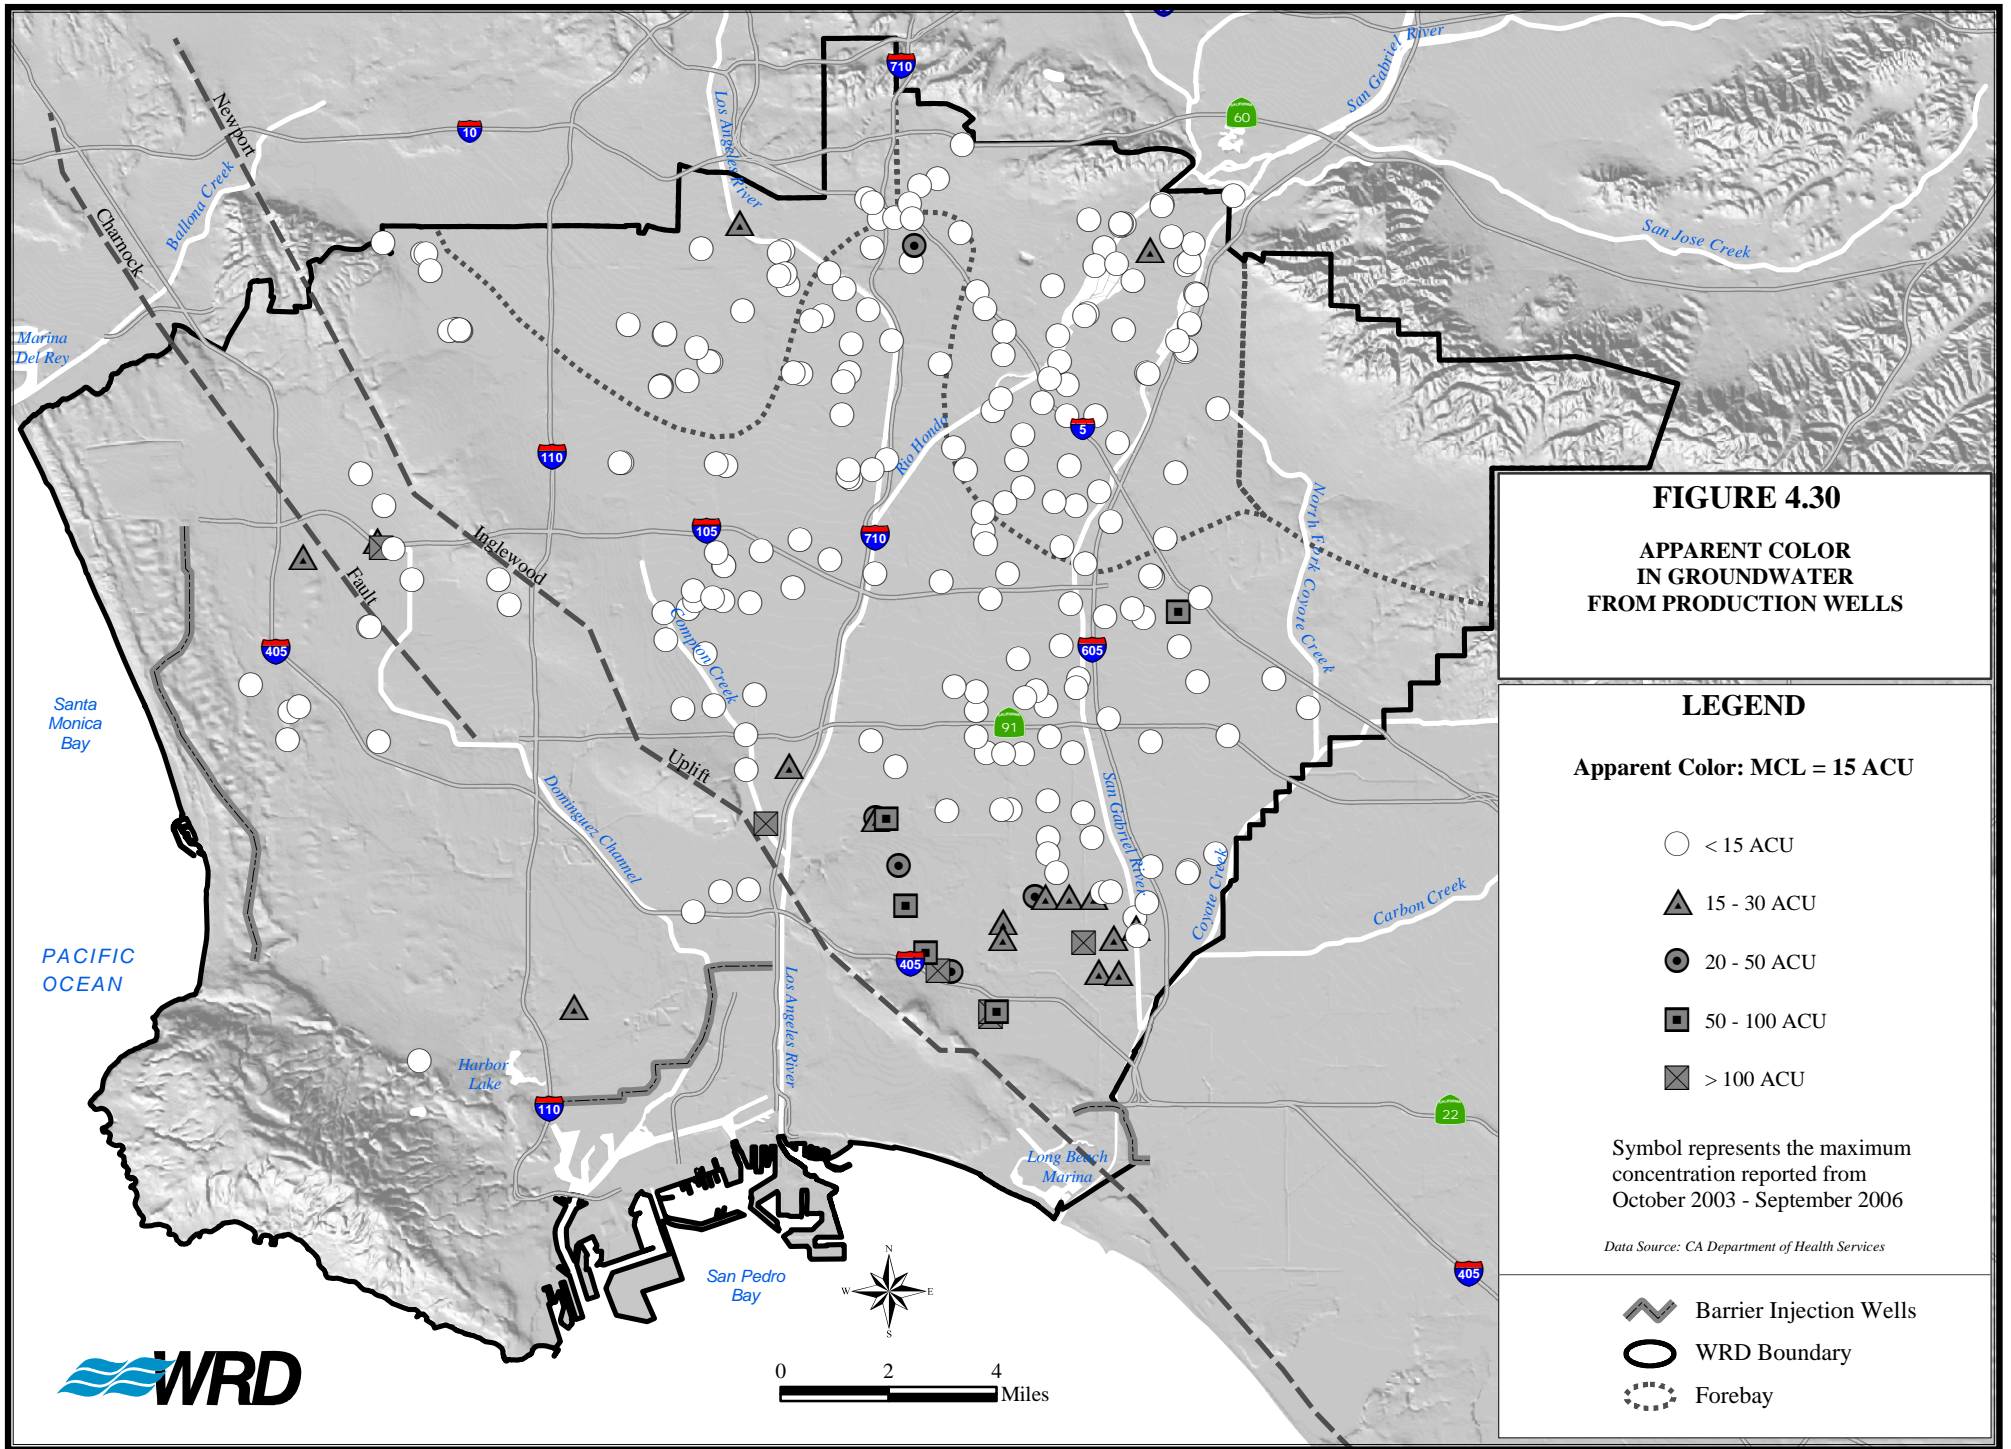 710
San Gabriel River
Los Angeles River
CALIFORNIA
60
10
Newport
Ballona Creek
San Jose Creek
Charnock
Marina
Del Rey
5
Rio Hondo
110
North Fork Coyote Creek
105
710
Inglewood
Fault
Compton Creek
405
605
Santa
Monica
Bay
CALIFORNIA
91
Uplift
Dominguez Channel
San Gabriel River
Coyote Creek
Carbon Creek
PACIFIC
OCEAN
405
Los Angeles River
Harbor
Lake
110
CALIFORNIA
22
Long Beach
Marina
405
San Pedro
Bay
N
W
E
S
0
2
4
Miles
WRD
FIGURE 4.30
APPARENT COLOR
IN GROUNDWATER
FROM PRODUCTION WELLS
LEGEND
Apparent Color: MCL = 15 ACU
< 15 ACU
15 - 30 ACU
20 - 50 ACU
50 - 100 ACU
> 100 ACU
Symbol represents the maximum
concentration reported from
October 2003 - September 2006
Data Source: CA Department of Health Services
Barrier Injection Wells
WRD Boundary
Forebay